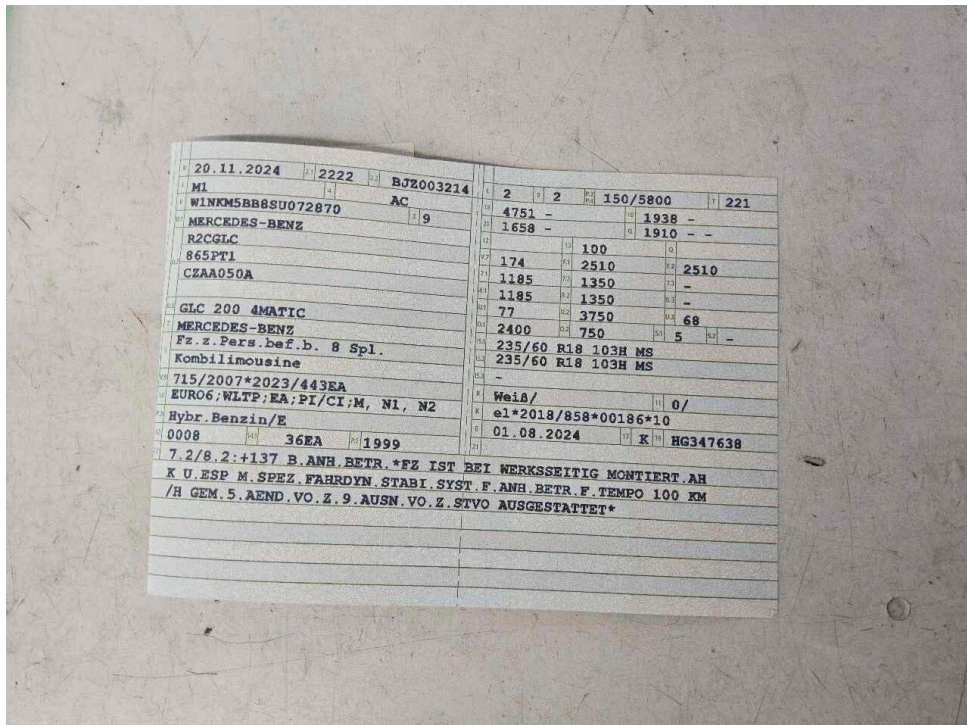 20.11.2024 2222 BJZ003214
M1 AC
W1NKM5BB8SU072870 9
MERCEDES-BENZ
R2CGLC
865PT1
CZAA050A
GLC 200 4MATIC
MERCEDES-BENZ
Fz.z.Pers.bef.b. 8 Spl.
Kombilimousine
715/2007*2023/443EA
EURO6;WLTP;EA;PI/CI;M, N1, N2
Hybr.Benzin/E
0008 36EA 1999
2 2 150/5800 221
4751 - 1938 -
1658 - 1910 - -
100
174 2510 2510
1185 1350 -
1185 1350 -
77 3750 68
2400 750 5 -
235/60 R18 103H MS
235/60 R18 103H MS
-
Weiß/ 0/
e1*2018/858*00186*10
01.08.2024 K HG347638
7.2/8.2:+137 B.ANH.BETR.*FZ IST BEI WERKSSEITIG MONTIERT.AH
K U.ESP M.SPEZ.FAHRDYN.STABI.SYST.F.ANH.BETR.F.TEMPO 100 KM
/H GEM.5.AEND.VO.Z.9.AUSN.VO.Z.STVO AUSGESTATTET*